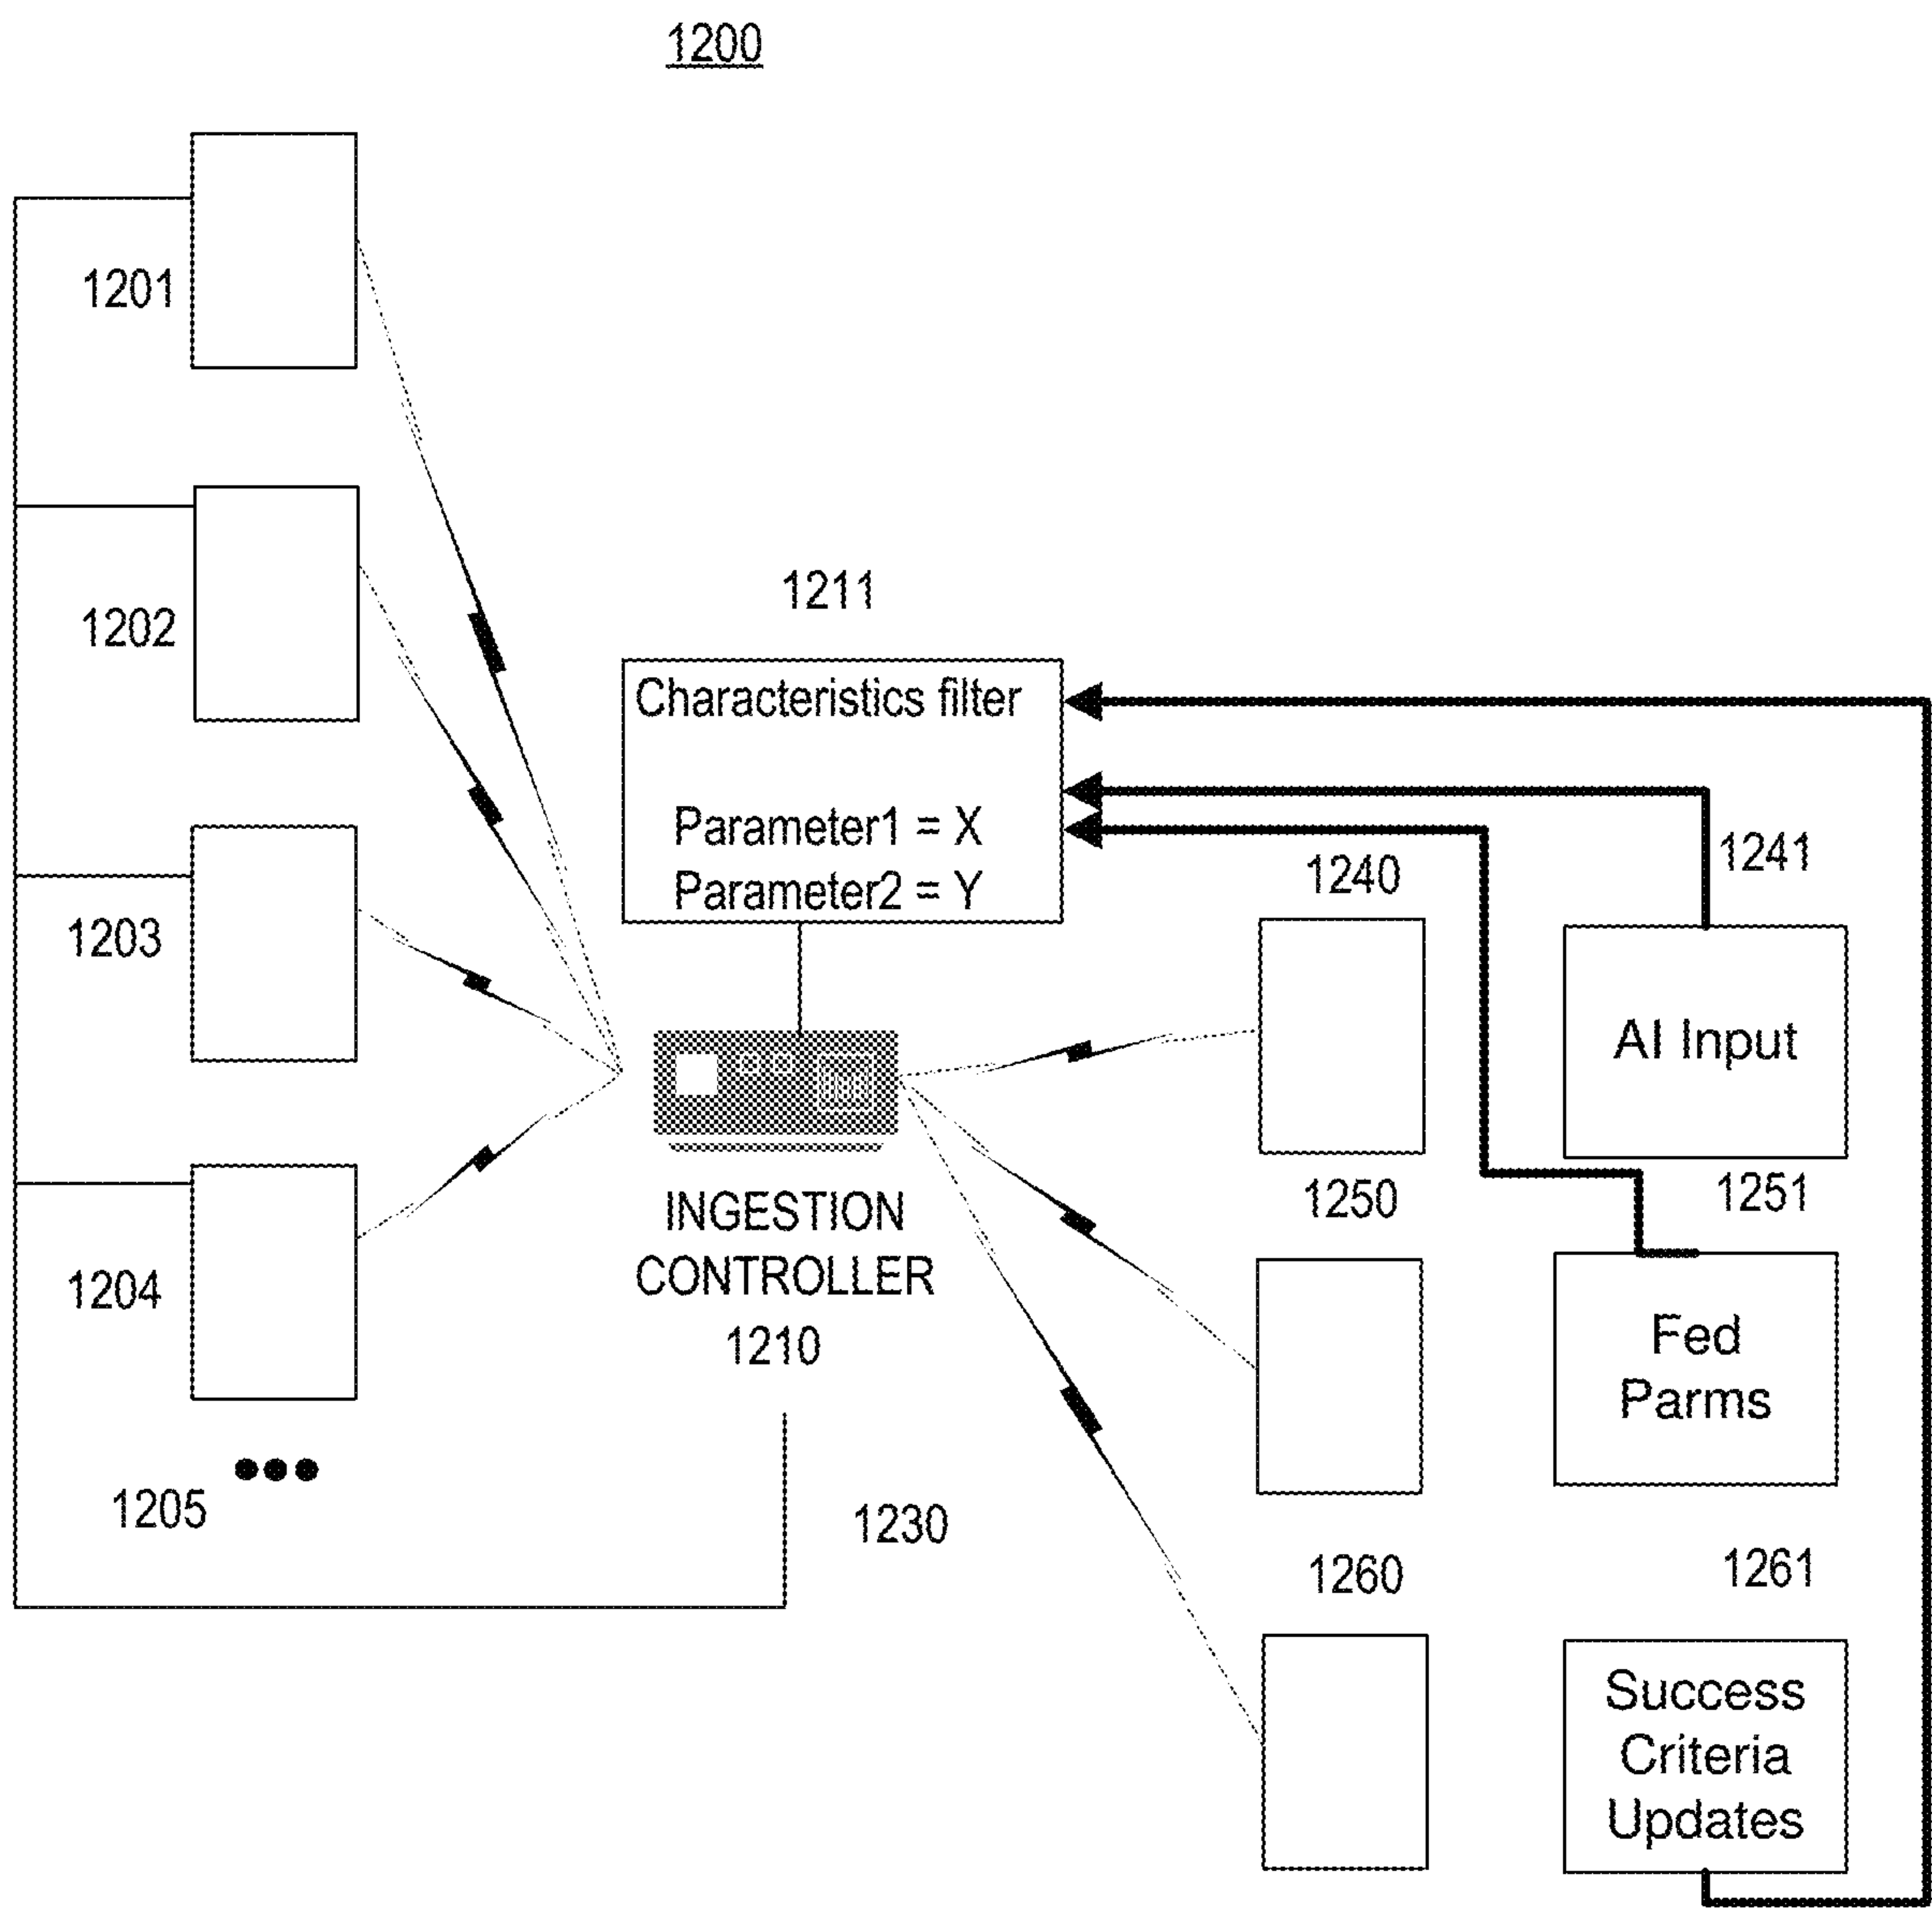 1200
1201
1202
1211
Characteristics filter
Parameter1 = X
Parameter2 = Y
1240
1241
1203
AI Input
1250
1251
INGESTION
CONTROLLER
1210
1204
Fed
Parms
1205
1230
1260
1261
Success
Criteria
Updates